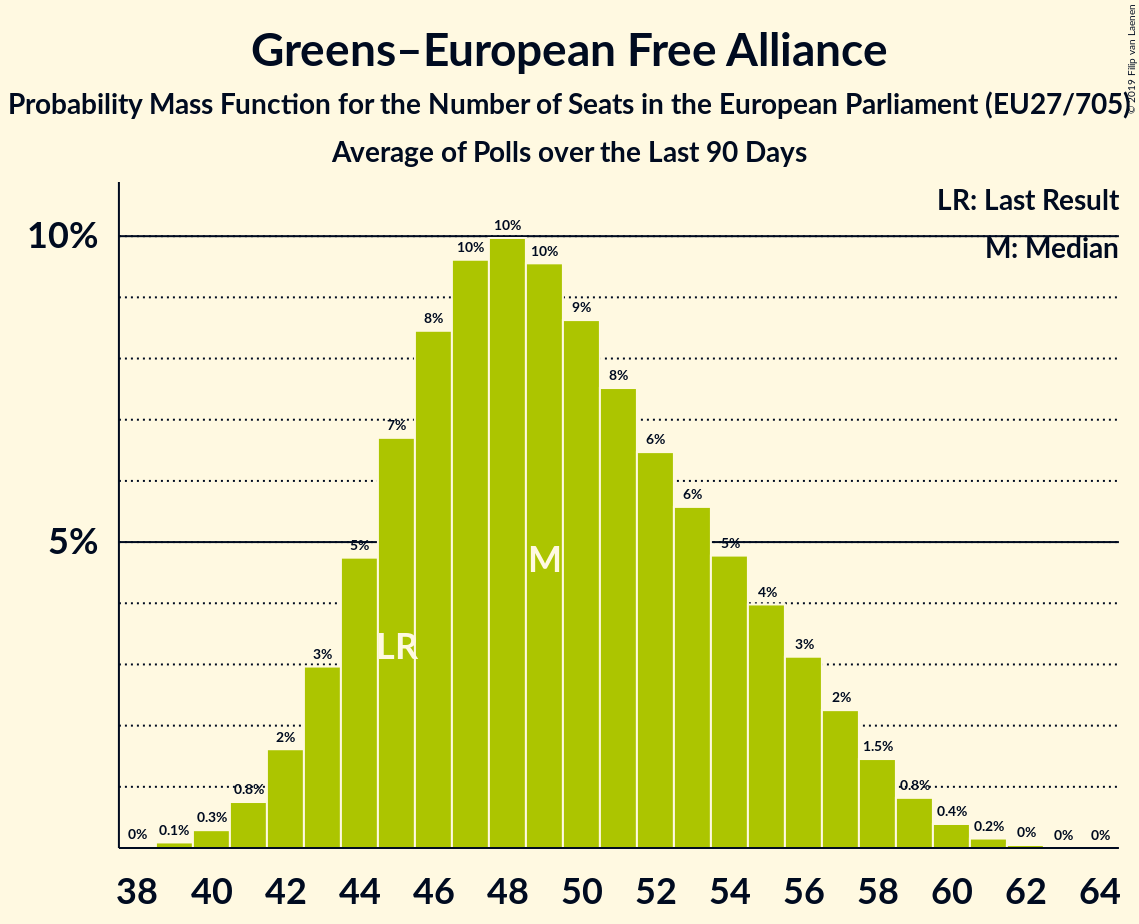 Greens–European Free Alliance
Probability Mass Function for the Number of Seats in the European Parliament (EU27/705)
Average of Polls over the Last 90 Days
© 2019 Filip van Laenen
LR: Last Result
M: Median
10%
5%
0% 0.1% 0.3% 0.8% 2% 3% 5% 7% 8% 10% 10% 10% 9% 8% 6% 6% 5% 4% 3% 2% 1.5% 0.8% 0.4% 0.2% 0% 0% 0%
LR
M
38 40 42 44 46 48 50 52 54 56 58 60 62 64